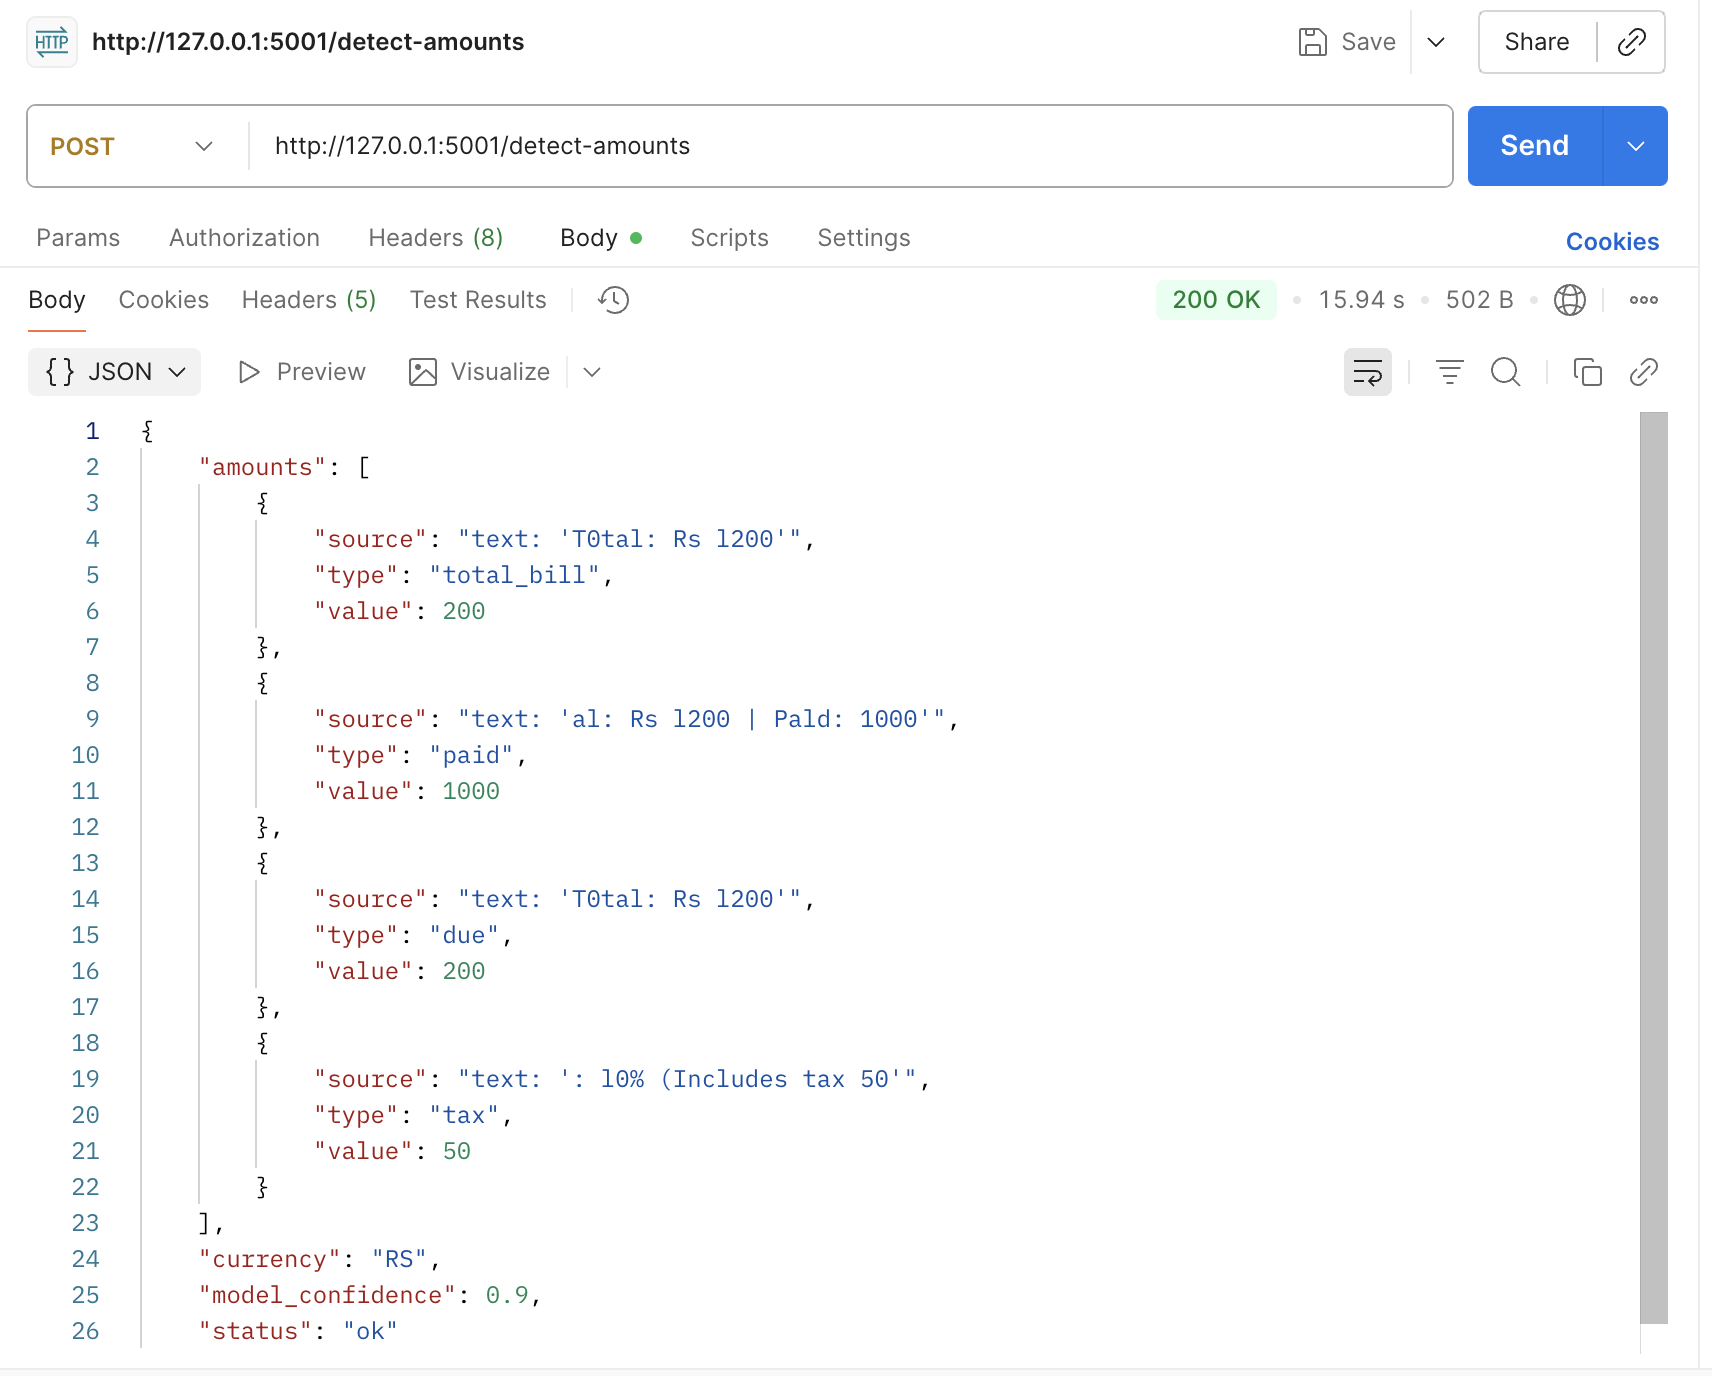 HTTP http://127.0.0.1:5001/detect-amounts Save Share
POST http://127.0.0.1:5001/detect-amounts Send
Params Authorization Headers (8) Body Scripts Settings Cookies
Body Cookies Headers (5) Test Results 200 OK 15.94 s 502 B
{} JSON Preview Visualize
1 {
2 "amounts": [
3 {
4 "source": "text: 'T0tal: Rs l200'",
5 "type": "total_bill",
6 "value": 200
7 },
8 {
9 "source": "text: 'al: Rs l200 | Pald: 1000'",
10 "type": "paid",
11 "value": 1000
12 },
13 {
14 "source": "text: 'T0tal: Rs l200'",
15 "type": "due",
16 "value": 200
17 },
18 {
19 "source": "text: ': l0% (Includes tax 50'",
20 "type": "tax",
21 "value": 50
22 }
23 ],
24 "currency": "RS",
25 "model_confidence": 0.9,
26 "status": "ok"